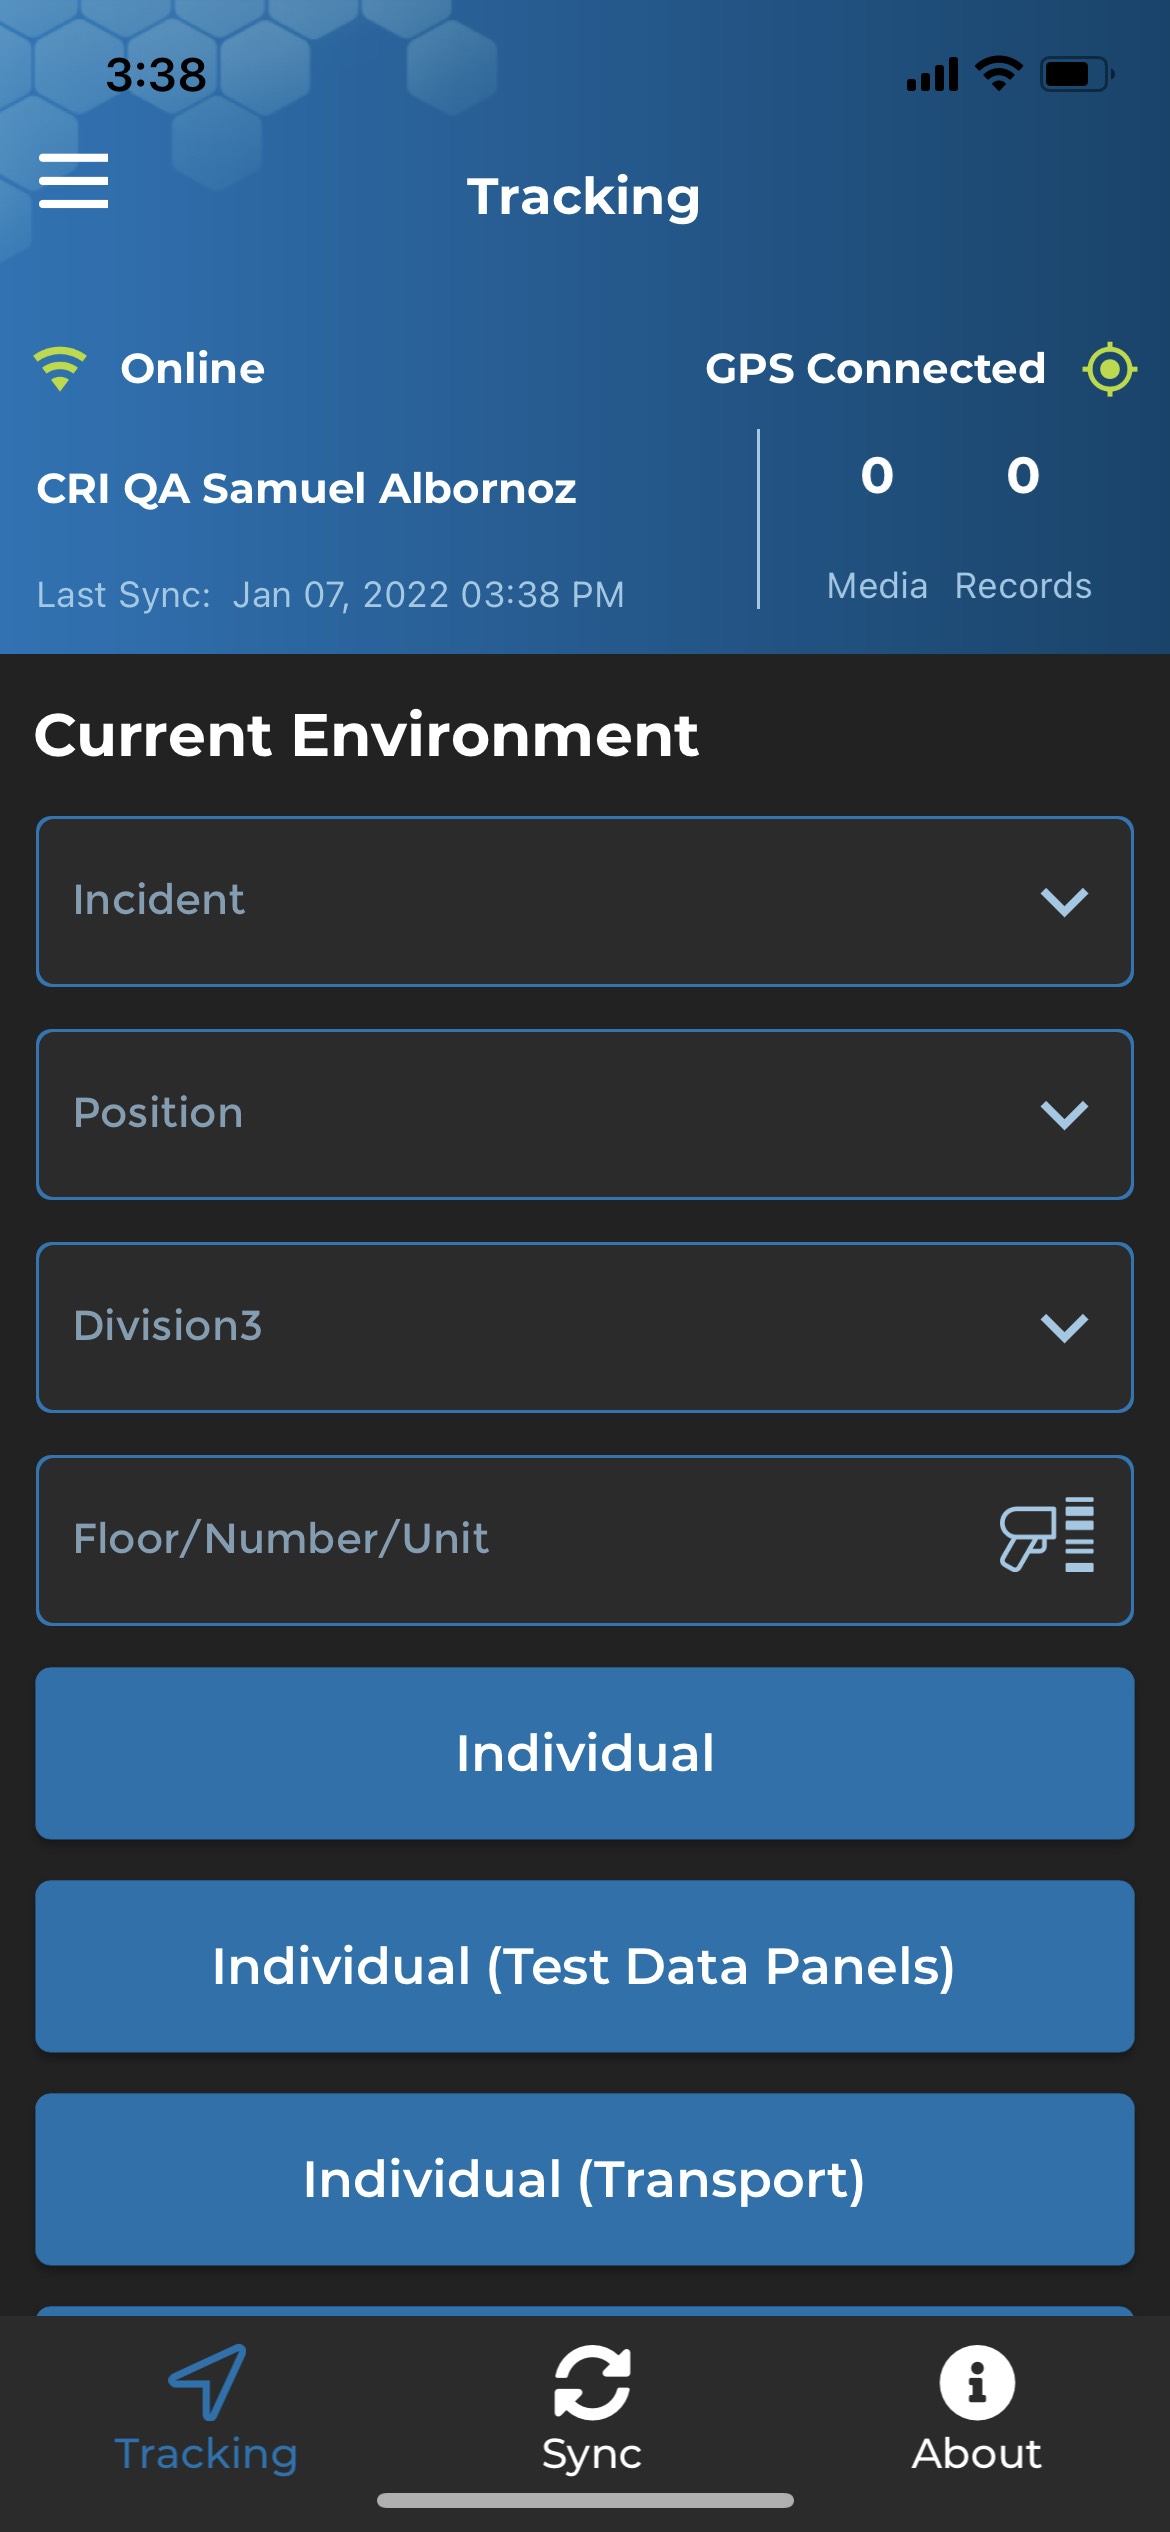 3:38
Tracking
Online
GPS Connected
CRI QA Samuel Albornoz
0 0
Media Records
Last Sync: Jan 07, 2022 03:38 PM
Current Environment
Incident
Position
Division3
Floor/Number/Unit
Individual
Individual (Test Data Panels)
Individual (Transport)
Tracking
Sync
About